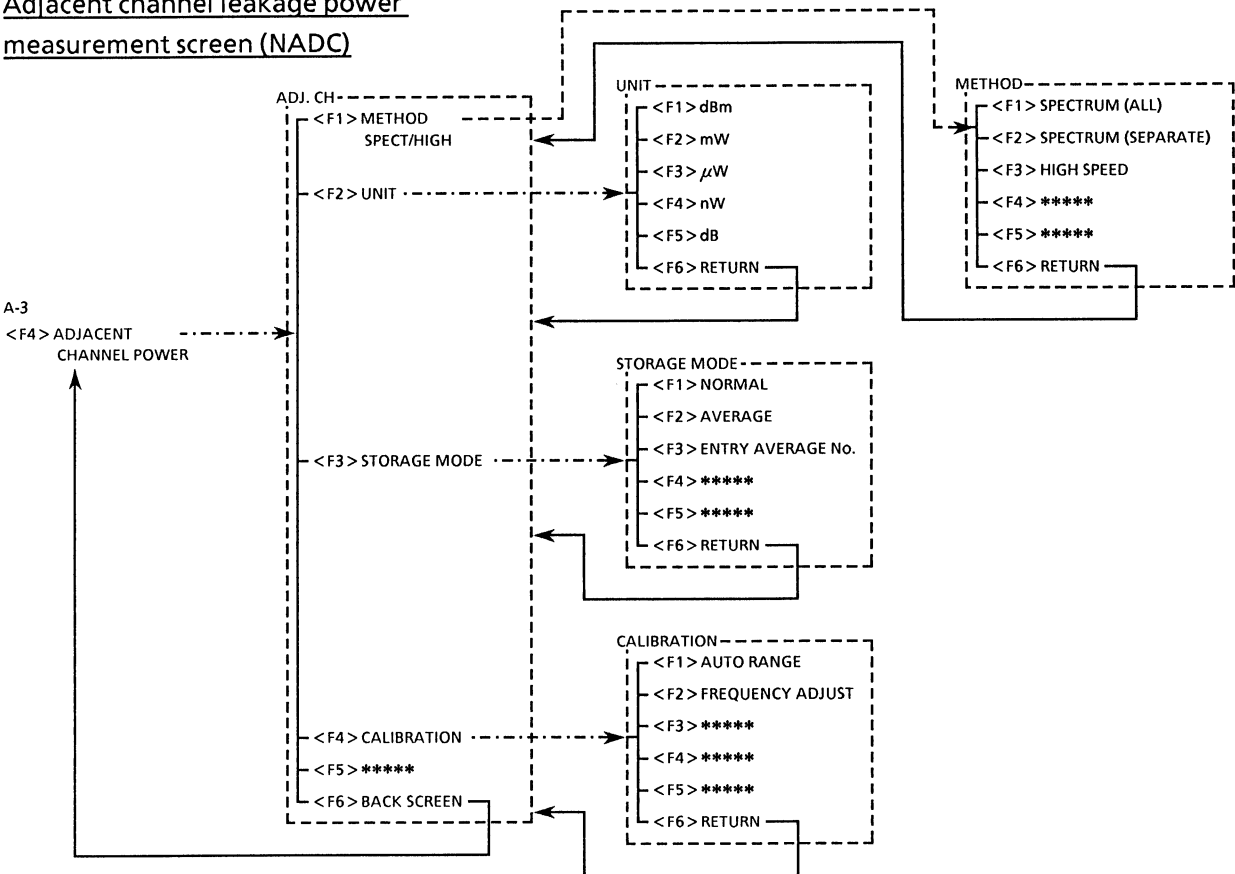 Adjacent channel leakage power
measurement screen (NADC)
A-3
<F4> ADJACENT
CHANNEL POWER
ADJ. CH
<F1> METHOD
SPECT/HIGH
<F2> UNIT
<F3> STORAGE MODE
<F4> CALIBRATION
<F5> *****
<F6> BACK SCREEN
UNIT
<F1> dBm
<F2> mW
<F3> μW
<F4> nW
<F5> dB
<F6> RETURN
METHOD
<F1> SPECTRUM (ALL)
<F2> SPECTRUM (SEPARATE)
<F3> HIGH SPEED
<F4> *****
<F5> *****
<F6> RETURN
STORAGE MODE
<F1> NORMAL
<F2> AVERAGE
<F3> ENTRY AVERAGE No.
<F4> *****
<F5> *****
<F6> RETURN
CALIBRATION
<F1> AUTO RANGE
<F2> FREQUENCY ADJUST
<F3> *****
<F4> *****
<F5> *****
<F6> RETURN